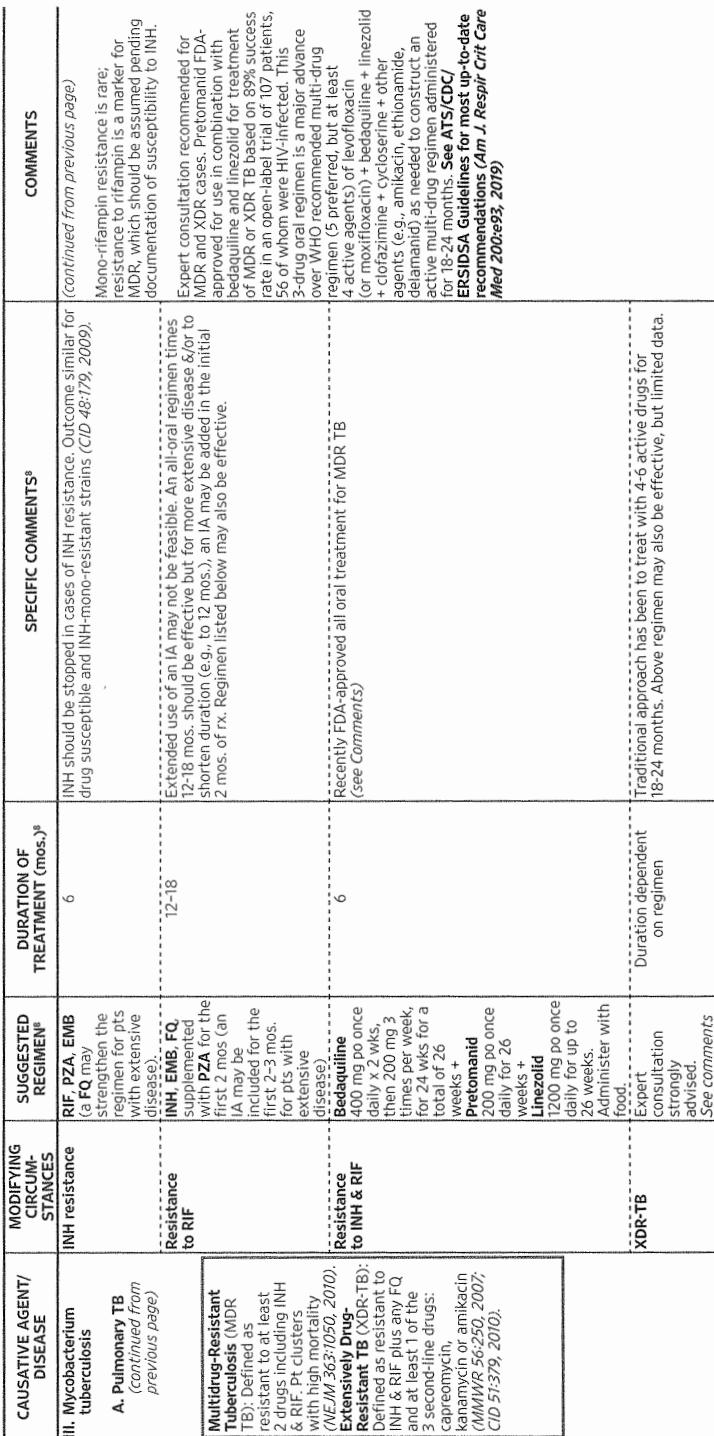 CAUSATIVE AGENT/
DISEASE
MODIFYING
CIRCUM-
STANCES
SUGGESTED
REGIMEN⁸
DURATION OF
TREATMENT (mos.)⁸
SPECIFIC COMMENTS⁸
COMMENTS
III. Mycobacterium
tuberculosis
A. Pulmonary TB
(continued from
previous page)
Multidrug-Resistant
Tuberculosis (MDR
TB): Defined as
resistant to at least
2 drugs including INH
& RIF. Pt clusters
with high mortality
(NEJM 363:1050, 2010).
Extensively Drug-
Resistant TB (XDR-TB):
Defined as resistant to
INH & RIF plus any FQ
and at least 1 of the
3 second-line drugs:
capreomycin,
kanamycin or amikacin
(MMWR 56:250, 2007;
CID 51:379, 2010).
INH resistance
RIF, PZA, EMB
(a FQ may
strengthen the
regimen for pts
with extensive
disease).
6
INH should be stopped in cases of INH resistance. Outcome similar for
drug susceptible and INH-mono-resistant strains (CID 48:179, 2009).
Resistance
to RIF
INH, EMB, FQ,
supplemented
with PZA for the
first 2 mos (an
IA may be
included for the
first 2-3 mos.
for pts with
extensive
disease)
12-18
Extended use of an IA may not be feasible. An all-oral regimen times
12-18 mos. should be effective but for more extensive disease &/or to
shorten duration (e.g., to 12 mos.), an IA may be added in the initial
2 mos. of rx. Regimen listed below may also be effective.
Resistance
to INH & RIF
Bedaquiline
400 mg po once
daily x 2 wks,
then 200 mg 3
times per week,
for 24 wks for a
total of 26
weeks +
Pretomanid
200 mg po once
daily for 26
weeks +
Linezolid
1200 mg po once
daily for up to
26 weeks.
Administer with
food.
6
Recently FDA-approved all oral treatment for MDR TB
(see Comments)
XDR-TB
Expert
consultation
strongly
advised.
See comments
Duration dependent
on regimen
Traditional approach has been to treat with 4-6 active drugs for
18-24 months. Above regimen may also be effective, but limited data.
(continued from previous page)
Mono-rifampin resistance is rare;
resistance to rifampin is a marker for
MDR, which should be assumed pending
documentation of susceptibility to INH.
Expert consultation recommended for
MDR and XDR cases. Pretomanid FDA-
approved for use in combination with
bedaquiline and linezolid for treatment
of MDR or XDR TB based on 89% success
rate in an open-label trial of 107 patients,
56 of whom were HIV-infected. This
3-drug oral regimen is a major advance
over WHO recommended multi-drug
regimen (5 preferred, but at least
4 active agents) of levofloxacin
(or moxifloxacin) + bedaquiline + linezolid
+ clofazimine + cycloserine + other
agents (e.g., amikacin, ethionamide,
delamanid) as needed to construct an
active multi-drug regimen administered
for 18-24 months. See ATS/CDC/
ERSIDSA Guidelines for most up-to-date
recommendations (Am J. Respir Crit Care
Med 200:e93, 2019)